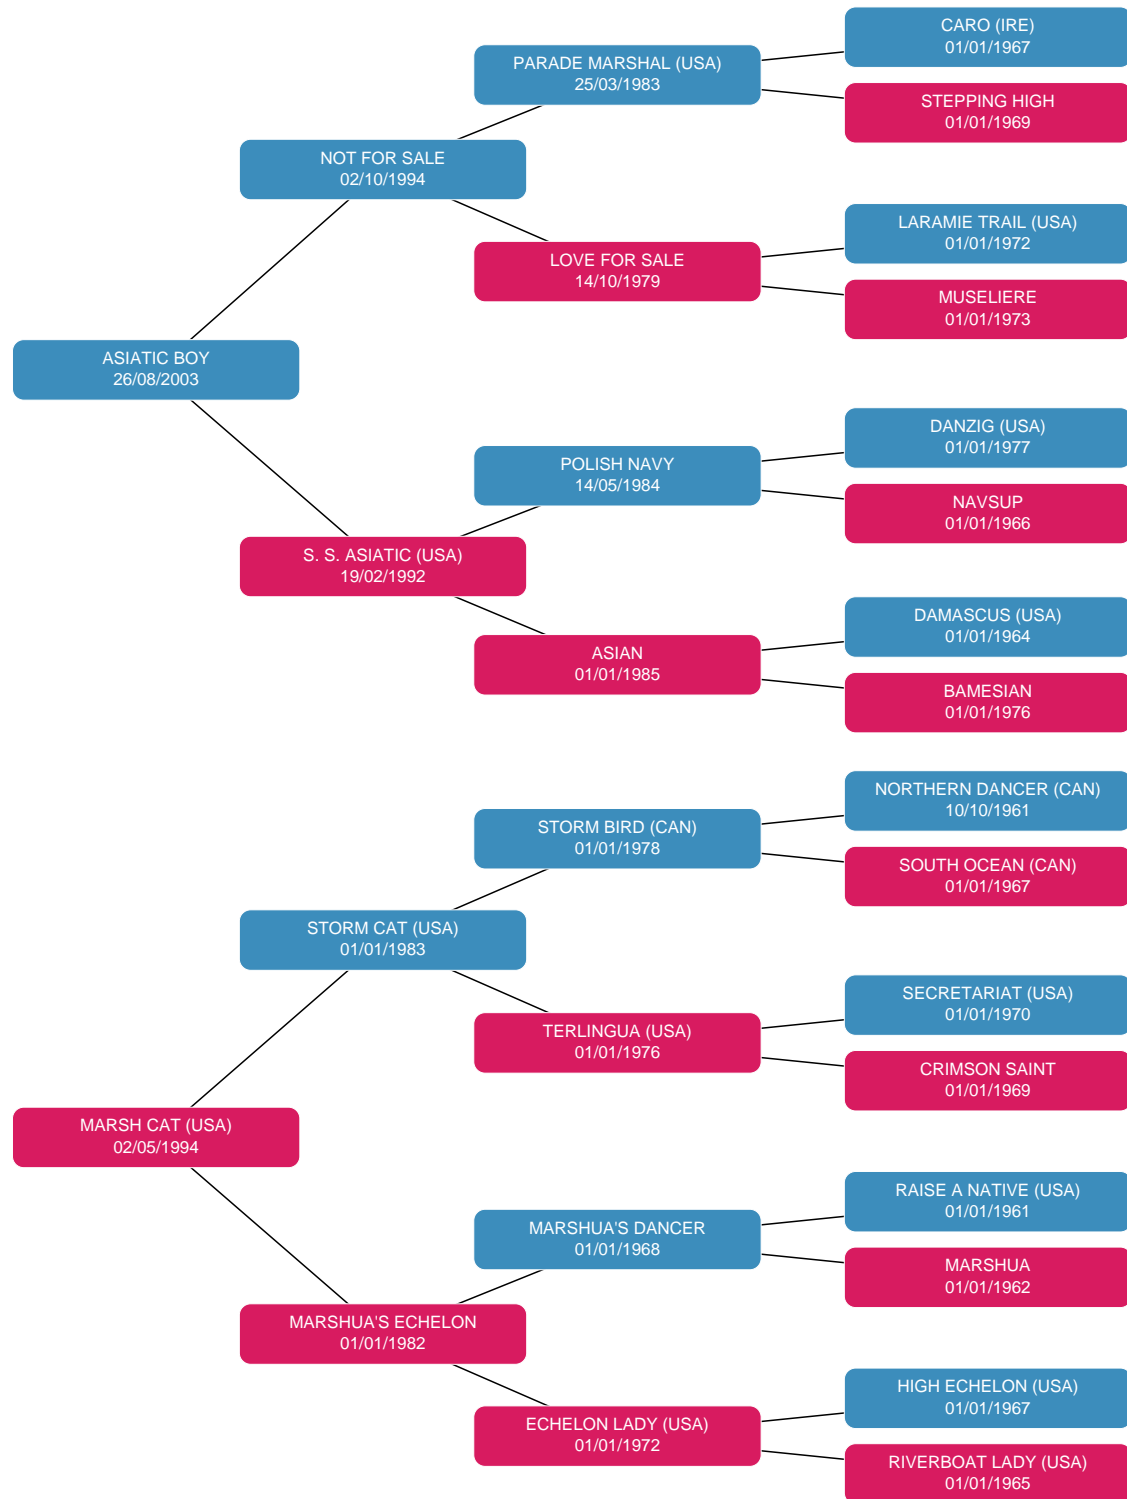 CARO (IRE)
01/01/1967
PARADE MARSHAL (USA)
25/03/1983
STEPPING HIGH
01/01/1969
NOT FOR SALE
02/10/1994
LARAMIE TRAIL (USA)
01/01/1972
LOVE FOR SALE
14/10/1979
MUSELIERE
01/01/1973
ASIATIC BOY
26/08/2003
DANZIG (USA)
01/01/1977
POLISH NAVY
14/05/1984
NAVSUP
01/01/1966
S. S. ASIATIC (USA)
19/02/1992
DAMASCUS (USA)
01/01/1964
ASIAN
01/01/1985
BAMESIAN
01/01/1976
NORTHERN DANCER (CAN)
10/10/1961
STORM BIRD (CAN)
01/01/1978
SOUTH OCEAN (CAN)
01/01/1967
STORM CAT (USA)
01/01/1983
SECRETARIAT (USA)
01/01/1970
TERLINGUA (USA)
01/01/1976
CRIMSON SAINT
01/01/1969
MARSH CAT (USA)
02/05/1994
RAISE A NATIVE (USA)
01/01/1961
MARSHUA'S DANCER
01/01/1968
MARSHUA
01/01/1962
MARSHUA'S ECHELON
01/01/1982
HIGH ECHELON (USA)
01/01/1967
ECHELON LADY (USA)
01/01/1972
RIVERBOAT LADY (USA)
01/01/1965